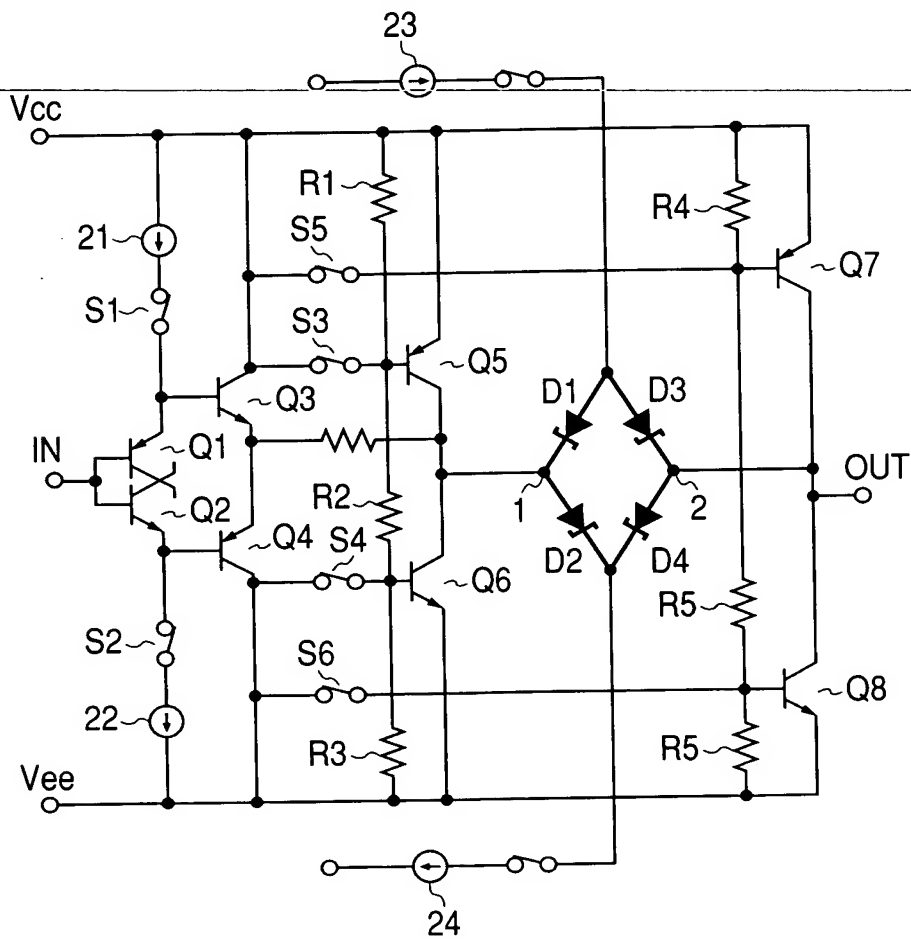 23
Vcc
R1
R4
21
S5
Q7
S1
S3
Q5
Q3
D1
D3
IN
Q1
OUT
R2
1
2
Q2
Q4
S4
D2
D4
Q6
R5
S2
S6
Q8
22
R3
R5
Vee
24